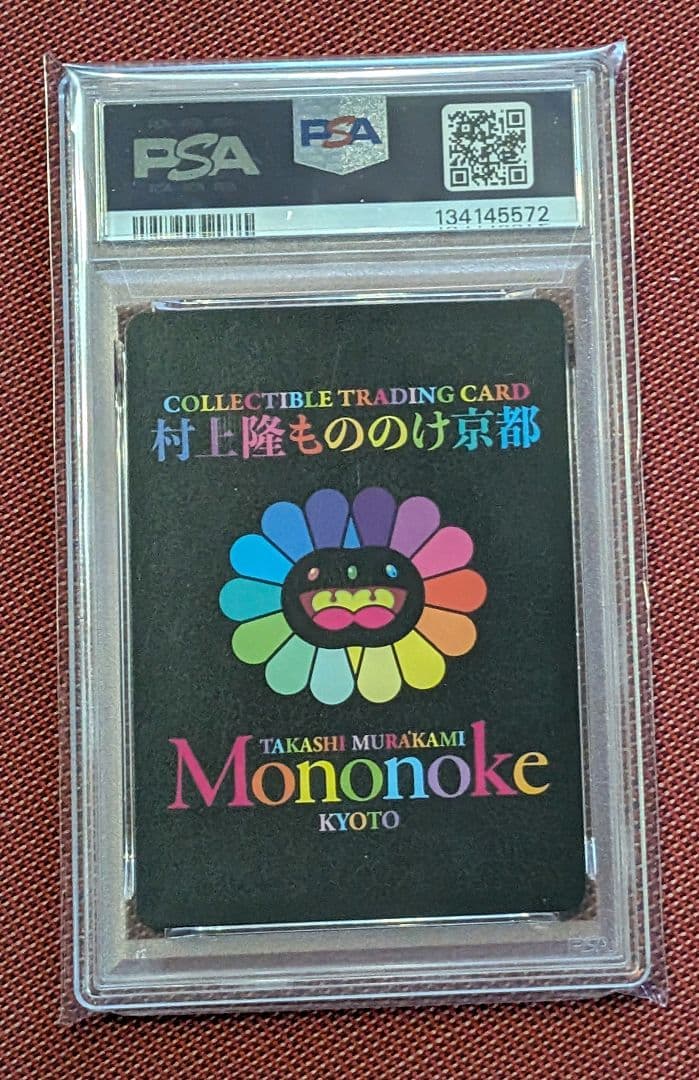 PSA
PSA
134145572
COLLECTIBLE TRADING CARD
村上隆もののけ京都
TAKASHI MURAKAMI
Mononoke
KYOTO
PSA